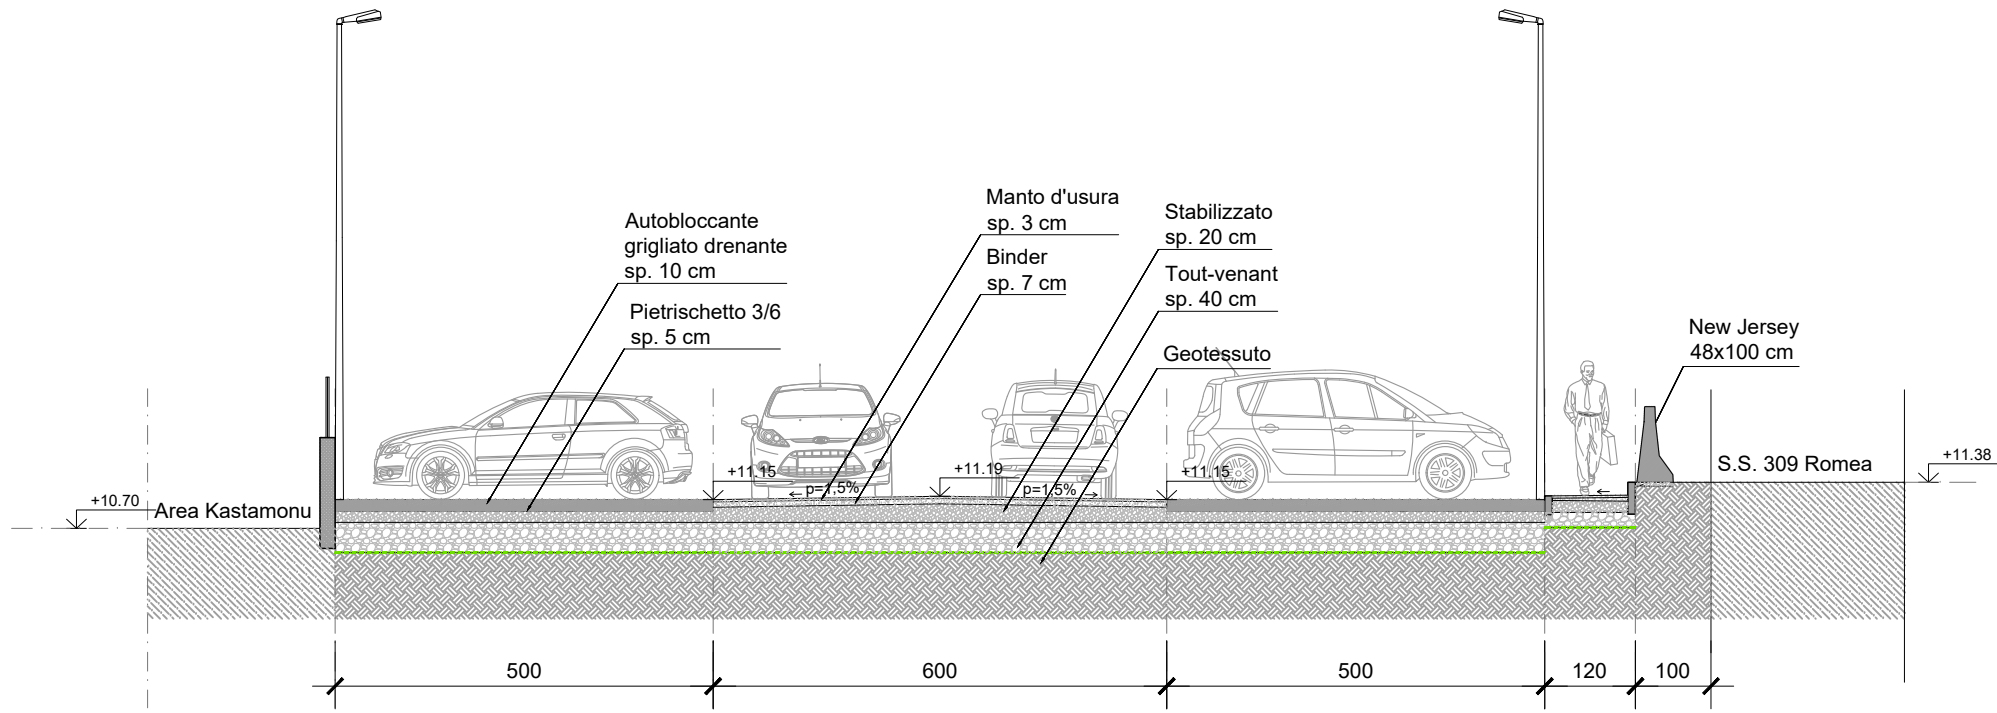 Manto d'usura
sp. 3 cm
Binder
sp. 7 cm
Stabilizzato
sp. 20 cm
Tout-venant
sp. 40 cm
Geotessuto
Autobloccante
grigliato drenante
sp. 10 cm
Pietrischetto 3/6
sp. 5 cm
New Jersey
48x100 cm
+11.15
p=1,5%
+11.19
p=1,5%
+11.15
S.S. 309 Romea
+11.38
+10.70
Area Kastamonu
500
600
500
120
100